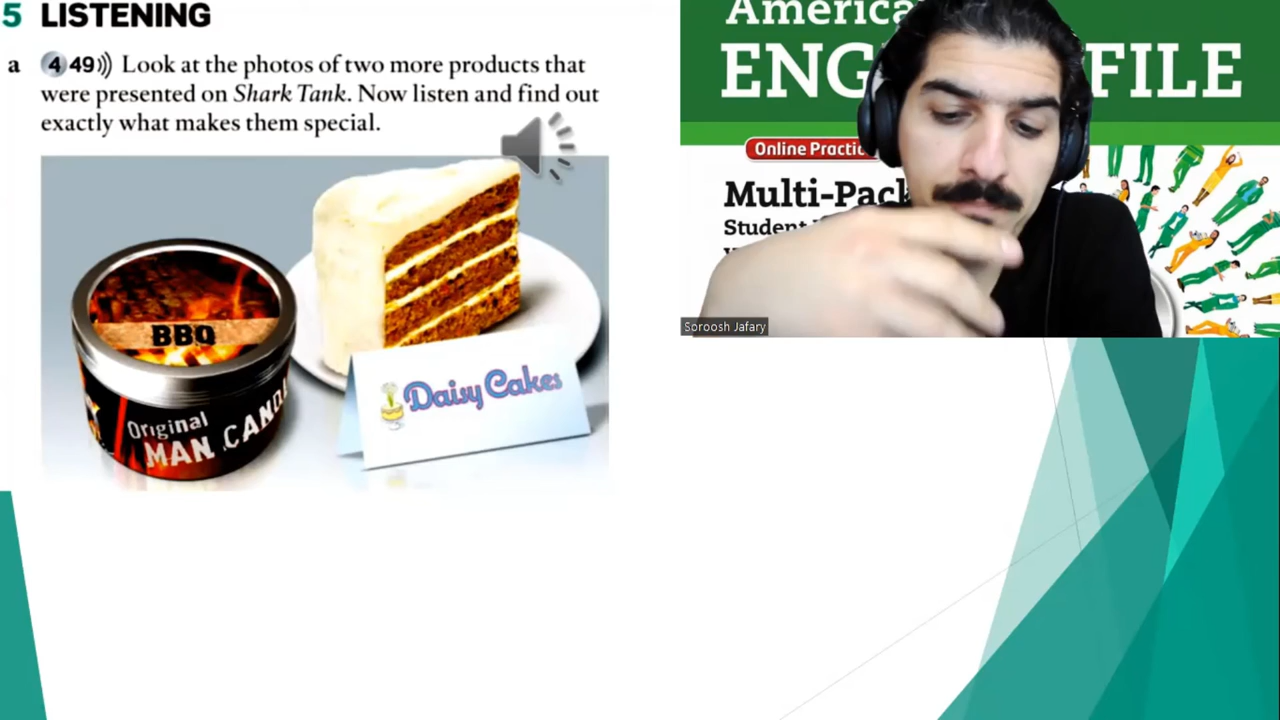 5 LISTENING
a 4 49))) Look at the photos of two more products that
were presented on Shark Tank. Now listen and find out
exactly what makes them special.
BBQ
Original
MAN CAND
Daisy Cakes
America
ENG FILE
Online Practic
Multi-Pack
Student
Soroosh Jafary